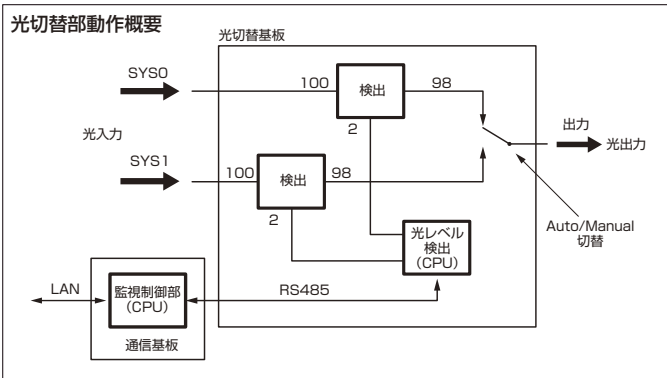 光切替部動作概要
光切替基板
SYS0
100
検出
98
2
出力
光出力
光入力
SYS1
100
検出
98
2
Auto/Manual
切替
光レベル
検出
(CPU)
LAN
監視制御部
(CPU)
RS485
通信基板